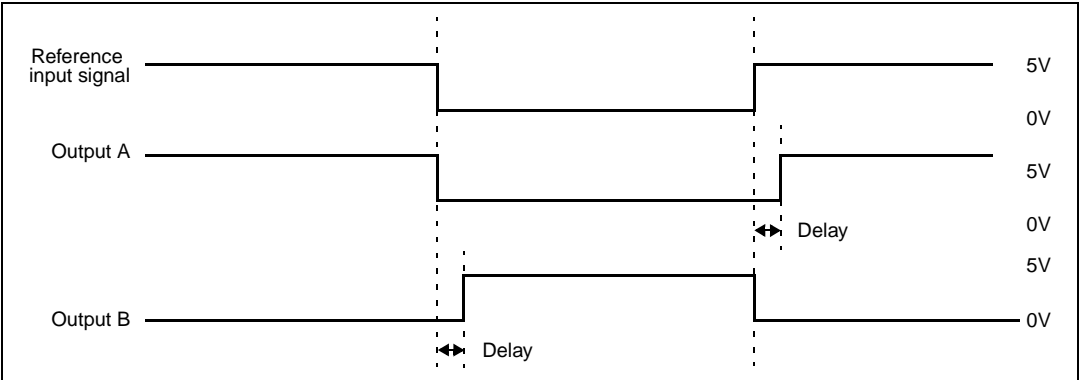 Reference
input signal
5V
0V
Output A
5V
0V
Delay
5V
Output B
0V
Delay